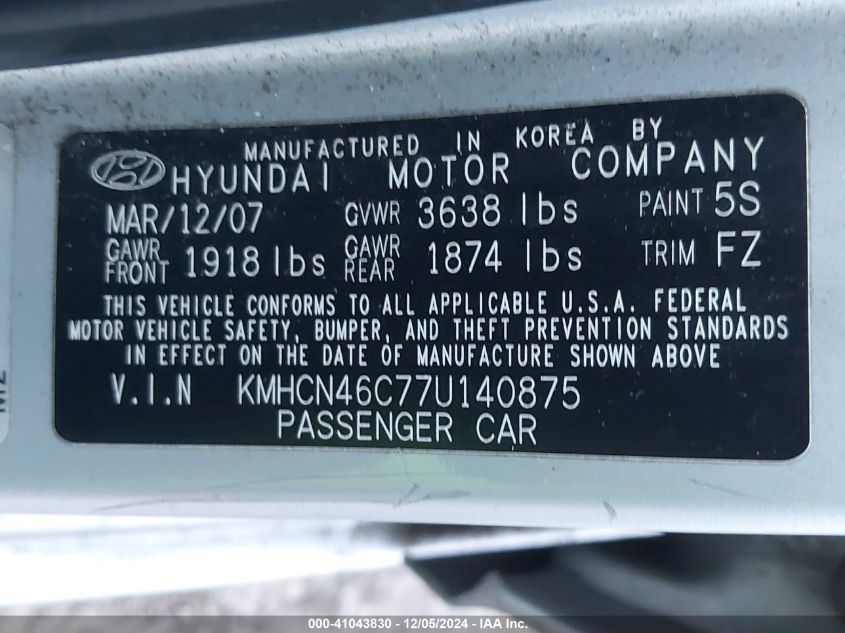 MANUFACTURED IN KOREA BY
HYUNDAI MOTOR COMPANY
MAR/12/07 GVWR 3638 lbs PAINT 5S
GAWR FRONT 1918 lbs GAWR REAR 1874 lbs TRIM FZ
THIS VEHICLE CONFORMS TO ALL APPLICABLE U.S.A. FEDERAL
MOTOR VEHICLE SAFETY, BUMPER, AND THEFT PREVENTION STANDARDS
IN EFFECT ON THE DATE OF MANUFACTURE SHOWN ABOVE
V.I.N KMHCN46C77U140875
PASSENGER CAR
000-41043830 - 12/05/2024 - IAA Inc.